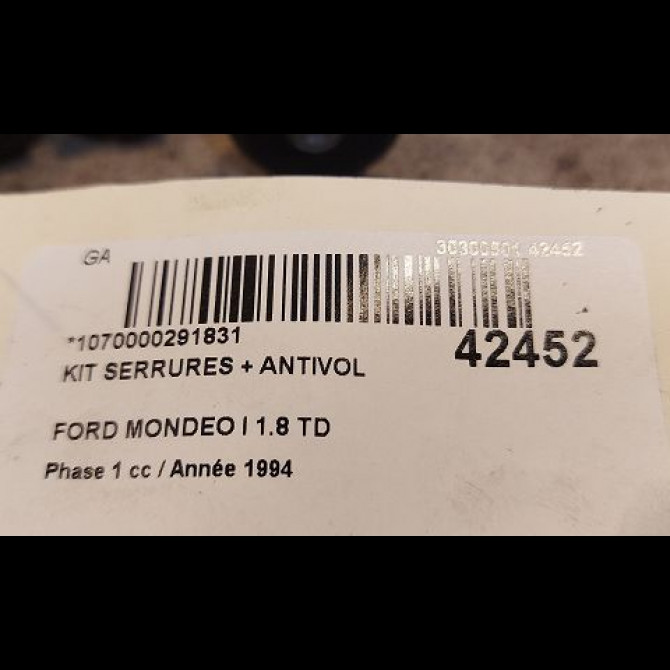 GA
30300501 42452
*1070000291831
42452
KIT SERRURES + ANTIVOL
FORD MONDEO I 1.8 TD
Phase 1 cc / Année 1994